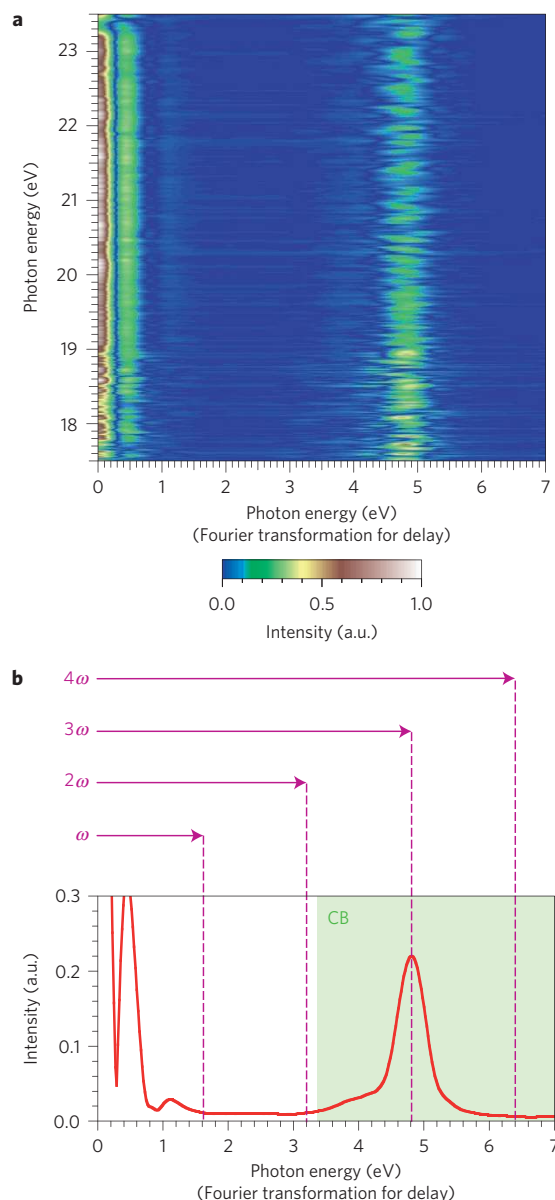 a
23
22
21
20
19
18
Photon energy (eV)
0 1 2 3 4 5 6 7
Photon energy (eV)
(Fourier transformation for delay)
0.0 0.5 1.0
Intensity (a.u.)
b
4ω
3ω
2ω
ω
0.3
CB
0.2
0.1
0.0
Intensity (a.u.)
0 1 2 3 4 5 6 7
Photon energy (eV)
(Fourier transformation for delay)